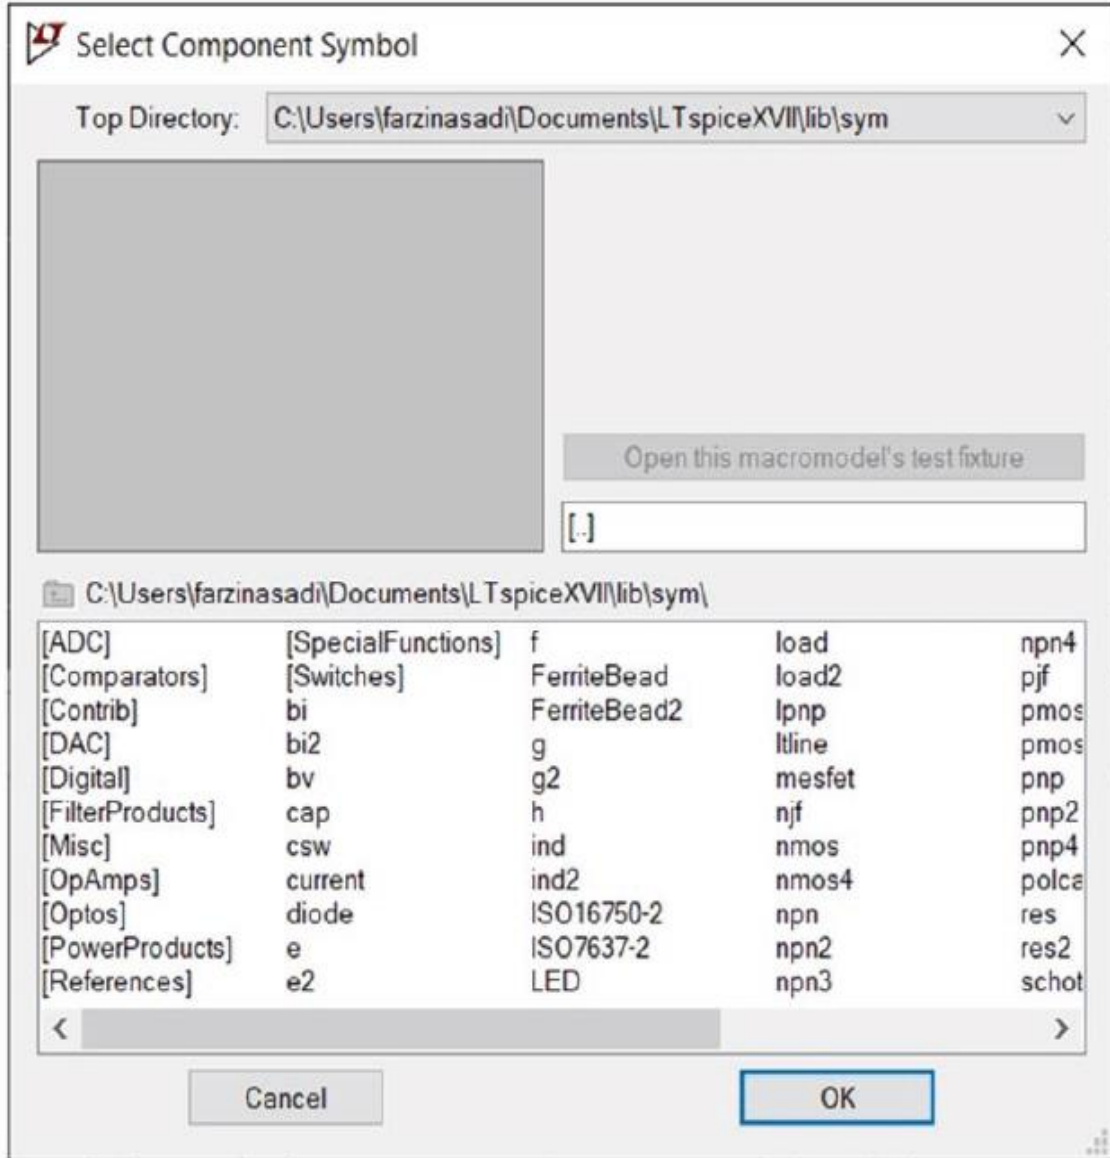 LT Select Component Symbol
Top Directory: C:\Users\farzinasadi\Documents\LTspiceXVII\lib\sym
Open this macromodel's test fixture
[..]
C:\Users\farzinasadi\Documents\LTspiceXVII\lib\sym\
[ADC] [SpecialFunctions] f load npn4
[Comparators] [Switches] FerriteBead load2 pjf
[Contrib] bi FerriteBead2 lpnp pmos
[DAC] bi2 g ltline pmos
[Digital] bv g2 mesfet pnp
[FilterProducts] cap h njf pnp2
[Misc] csw ind nmos pnp4
[OpAmps] current ind2 nmos4 polca
[Optos] diode ISO16750-2 npn res
[PowerProducts] e ISO7637-2 npn2 res2
[References] e2 LED npn3 schot
Cancel OK